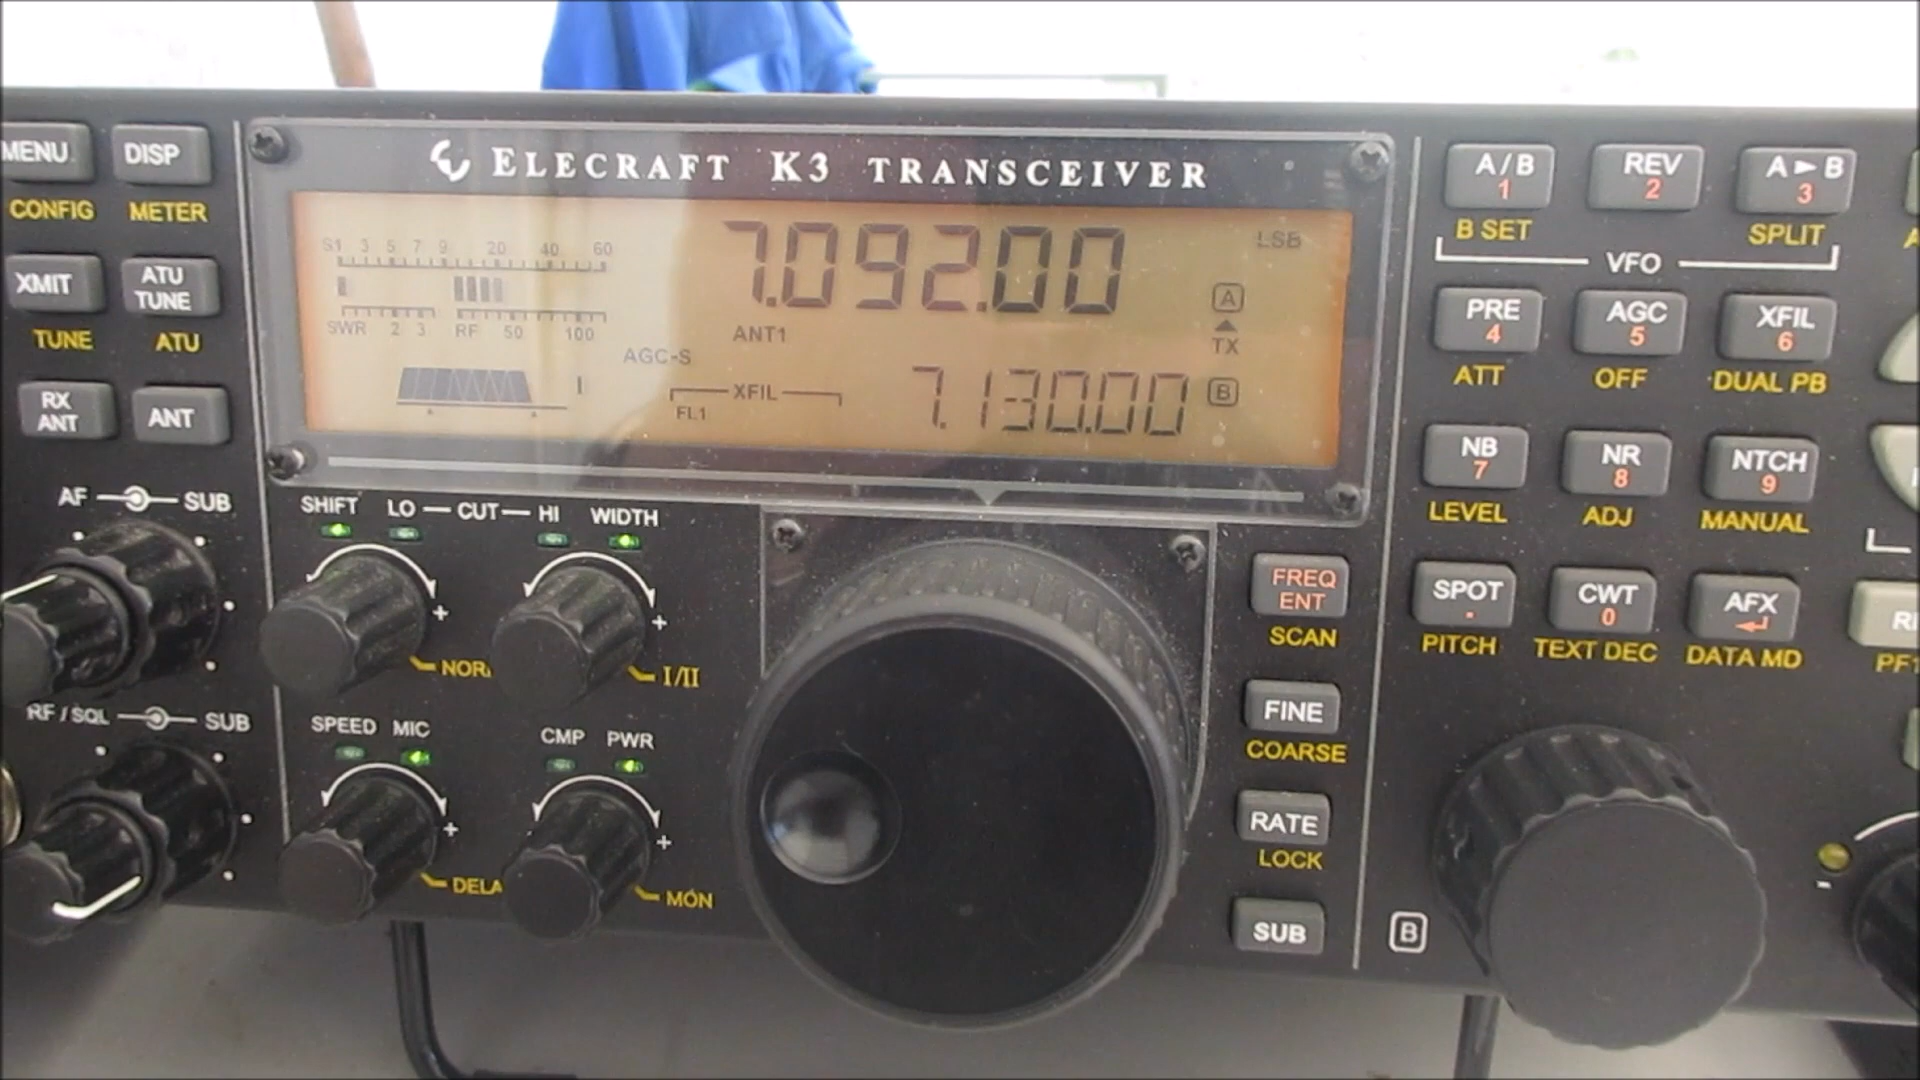 ELECRAFT K3 TRANSCEIVER
MENU DISP
CONFIG METER
XMIT ATU TUNE
TUNE ATU
RX ANT ANT
AF SUB
RF / SQL SUB
S1 3 5 7 9 20 40 60
SWR 2 3 RF 50 100
AGC-S
7.092.00
LSB
ANT1
A
TX
XFIL
FL1
7.130.00
B
SHIFT LO CUT HI WIDTH
+ +
I/II
SPEED MIC CMP PWR
+ +
MON
FREQ ENT
SCAN
FINE
COARSE
RATE
LOCK
SUB
A / B 1 REV 2 A►B 3
B SET SPLIT
VFO
PRE 4 AGC 5 XFIL 6
ATT OFF DUAL PB
NB 7 NR 8 NTCH 9
LEVEL ADJ MANUAL
SPOT . CWT 0 AFX
PITCH TEXT DEC DATA MD
B